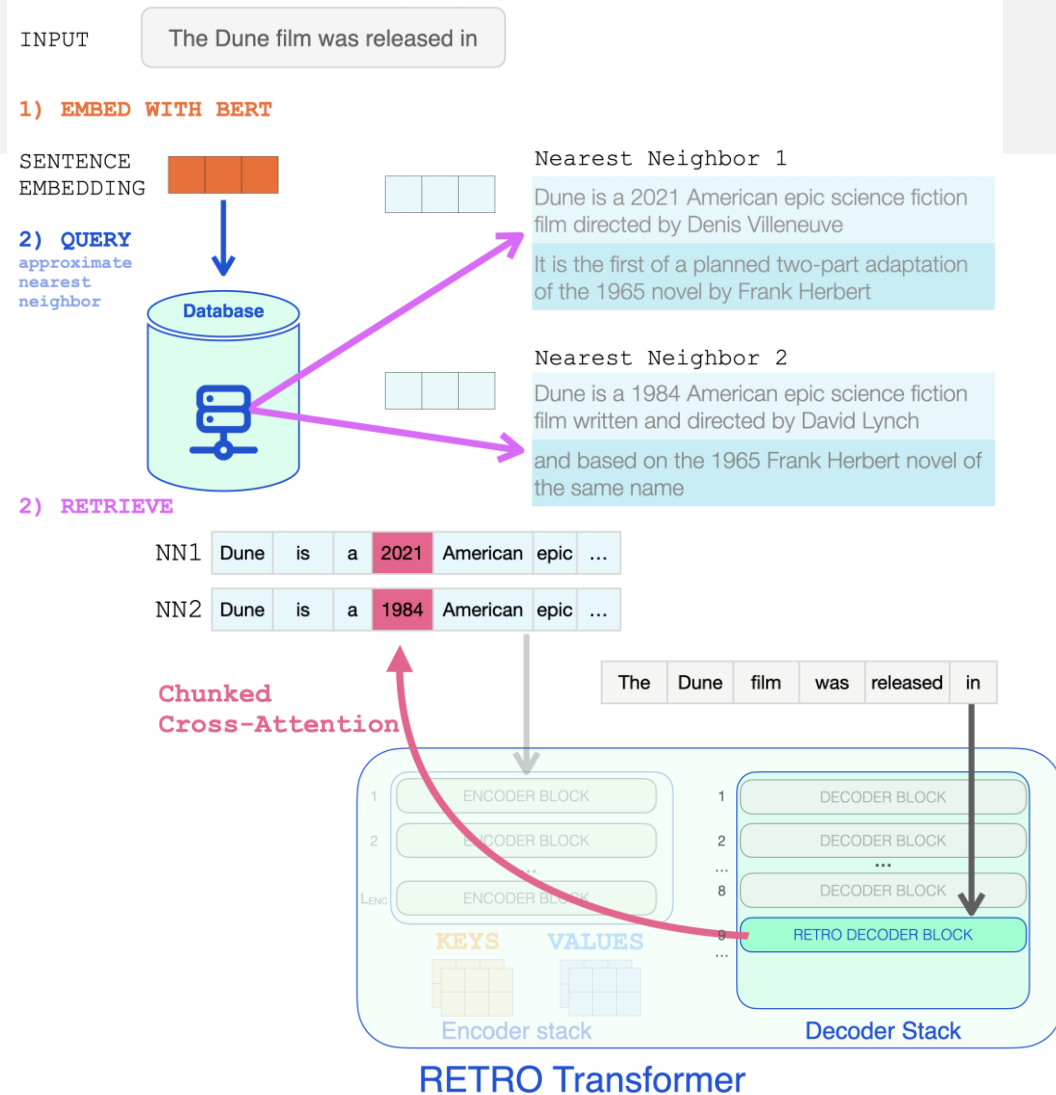 INPUT
The Dune film was released in
1) EMBED WITH BERT
SENTENCE
EMBEDDING
2) QUERY
approximate
nearest
neighbor
Database
Nearest Neighbor 1
Dune is a 2021 American epic science fiction
film directed by Denis Villeneuve
It is the first of a planned two-part adaptation
of the 1965 novel by Frank Herbert
Nearest Neighbor 2
Dune is a 1984 American epic science fiction
film written and directed by David Lynch
and based on the 1965 Frank Herbert novel of
the same name
2) RETRIEVE
NN1 Dune is a 2021 American epic ...
NN2 Dune is a 1984 American epic ...
Chunked
Cross-Attention
The Dune film was released in
1 ENCODER BLOCK
2 ENCODER BLOCK
...
LENC ENCODER BLOCK
KEYS VALUES
Encoder stack
1 DECODER BLOCK
2 DECODER BLOCK
... ...
8 DECODER BLOCK
9 RETRO DECODER BLOCK
...
Decoder Stack
RETRO Transformer